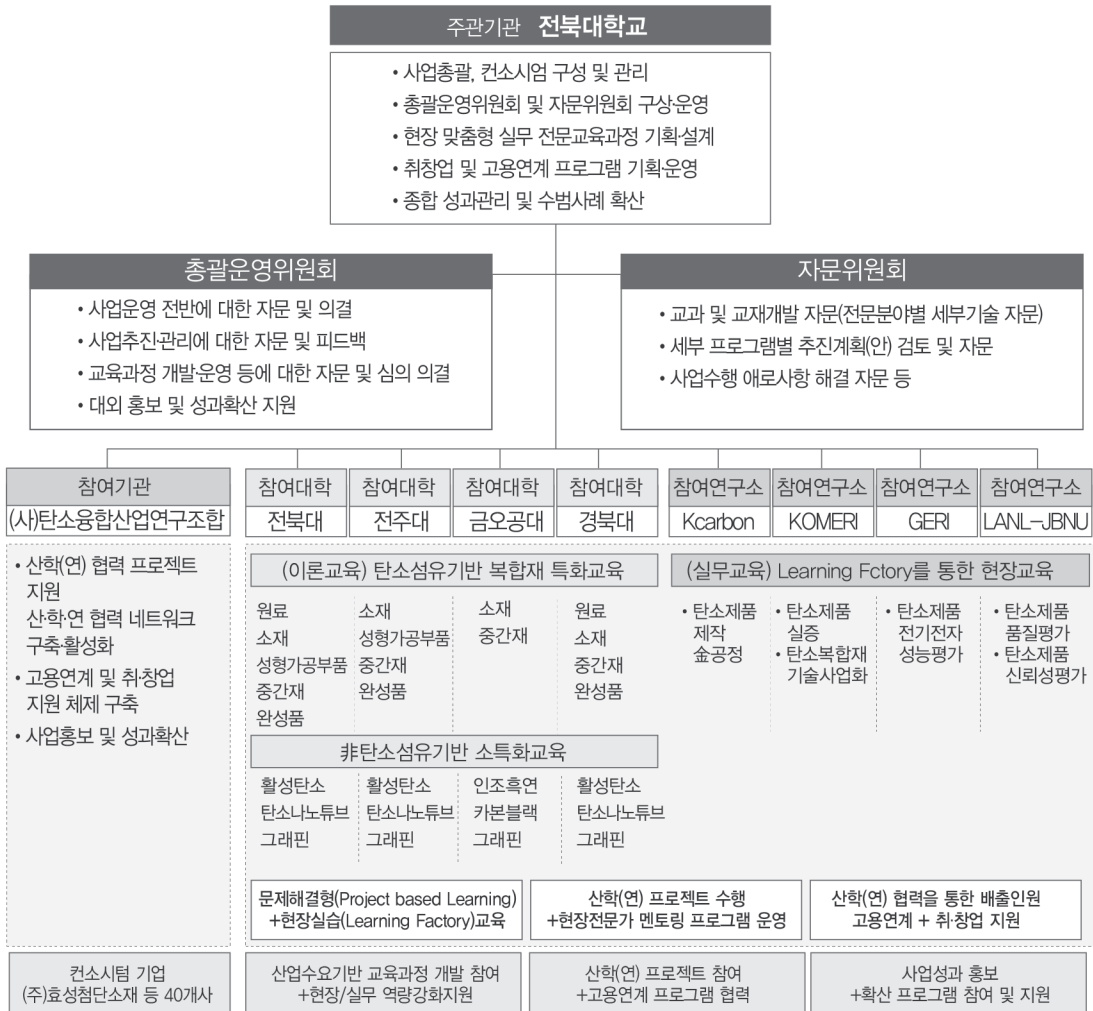 주관기관 전북대학교
• 사업총괄, 컨소시엄 구성 및 관리
• 총괄운영위원회 및 자문위원회 구상·운영
• 현장 맞춤형 실무 전문교육과정 기획·설계
• 취창업 및 고용연계 프로그램 기획·운영
• 종합 성과관리 및 수범사례 확산
총괄운영위원회
• 사업운영 전반에 대한 자문 및 의결
• 사업추진·관리에 대한 자문 및 피드백
• 교육과정 개발·운영 등에 대한 자문 및 심의 의결
• 대외 홍보 및 성과확산 지원
자문위원회
• 교과 및 교재개발 자문(전문분야별 세부기술 자문)
• 세부 프로그램별 추진계획(안) 검토 및 자문
• 사업수행 애로사항 해결 자문 등
참여기관
(사)탄소융합산업연구조합
• 산학(연) 협력 프로젝트
지원
산·학·연 협력 네트워크
구축·활성화
• 고용연계 및 취·창업
지원 체제 구축
• 사업홍보 및 성과확산
참여대학
전북대
참여대학
전주대
참여대학
금오공대
참여대학
경북대
참여연구소
Kcarbon
참여연구소
KOMERI
참여연구소
GERI
참여연구소
LANL-JBNU
(이론교육) 탄소섬유기반 복합재 특화교육
원료
소재
성형가공부품
중간재
완성품
소재
성형가공부품
중간재
완성품
소재
중간재
원료
소재
중간재
완성품
非탄소섬유기반 소특화교육
활성탄소
탄소나노튜브
그래핀
활성탄소
탄소나노튜브
그래핀
인조흑연
카본블랙
그래핀
활성탄소
탄소나노튜브
그래핀
(실무교육) Learning Fctory를 통한 현장교육
• 탄소제품
제작
金공정
• 탄소제품
실증
• 탄소복합재
기술사업화
• 탄소제품
전기전자
성능평가
• 탄소제품
품질평가
• 탄소제품
신뢰성평가
문제해결형(Project based Learning)
+현장실습(Learning Factory)교육
산학(연) 프로젝트 수행
+현장전문가 멘토링 프로그램 운영
산학(연) 협력을 통한 배출인원
고용연계 + 취·창업 지원
컨소시텀 기업
(주)효성첨단소재 등 40개사
산업수요기반 교육과정 개발 참여
+현장/실무 역량강화지원
산학(연) 프로젝트 참여
+고용연계 프로그램 협력
사업성과 홍보
+확산 프로그램 참여 및 지원